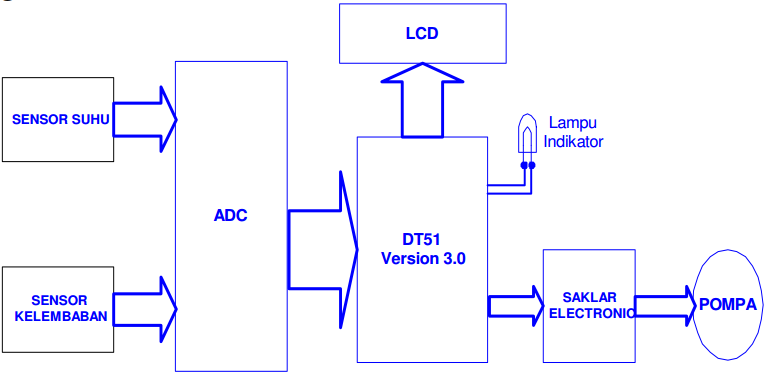 LCD
SENSOR SUHU
Lampu
Indikator
ADC
DT51
Version 3.0
SENSOR
KELEMBABAN
SAKLAR
ELECTRONIC
POMPA